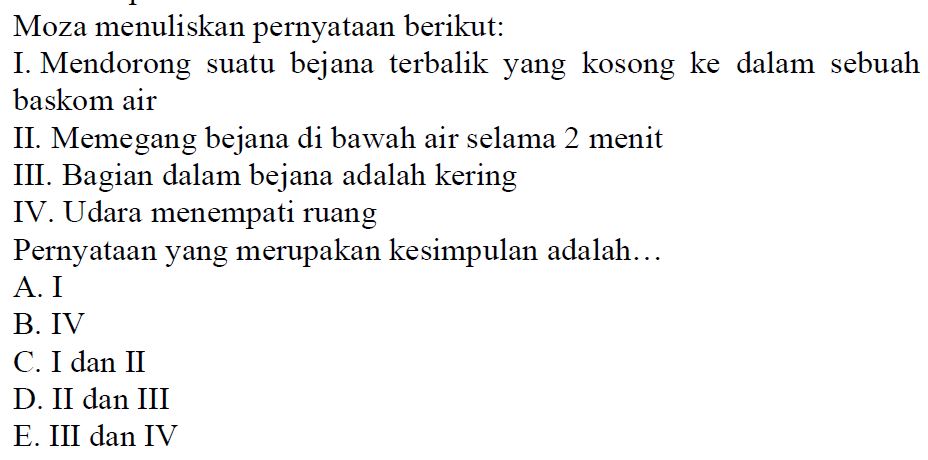 Moza menuliskan pernyataan berikut:
I. Mendorong suatu bejana terbalik yang kosong ke dalam sebuah
baskom air
II. Memegang bejana di bawah air selama 2 menit
III. Bagian dalam bejana adalah kering
IV. Udara menempati ruang
Pernyataan yang merupakan kesimpulan adalah…
A. I
B. IV
C. I dan II
D. II dan III
E. III dan IV